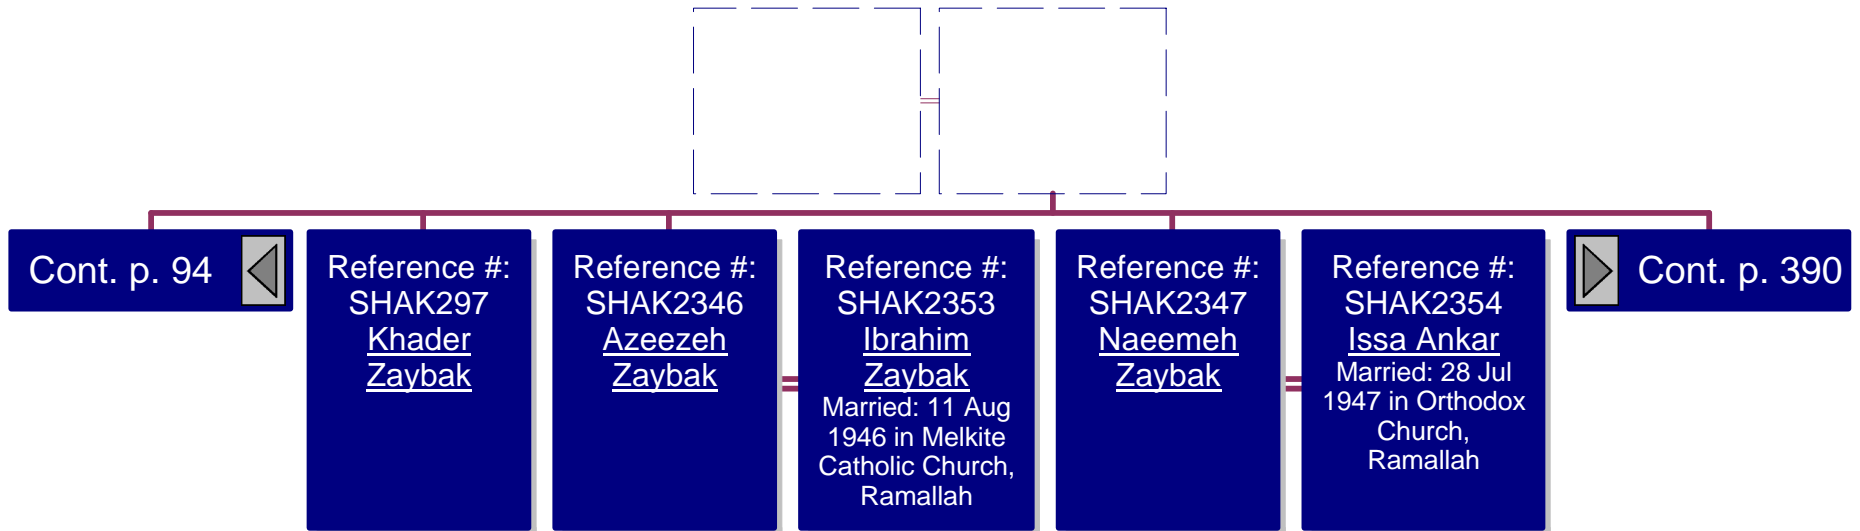 Cont. p. 94
Reference #:
SHAK297
Khader
Zaybak
Reference #:
SHAK2346
Azeezeh
Zaybak
Reference #:
SHAK2353
Ibrahim
Zaybak
Married: 11 Aug
1946 in Melkite
Catholic Church,
Ramallah
Reference #:
SHAK2347
Naeemeh
Zaybak
Reference #:
SHAK2354
Issa Ankar
Married: 28 Jul
1947 in Orthodox
Church,
Ramallah
Cont. p. 390